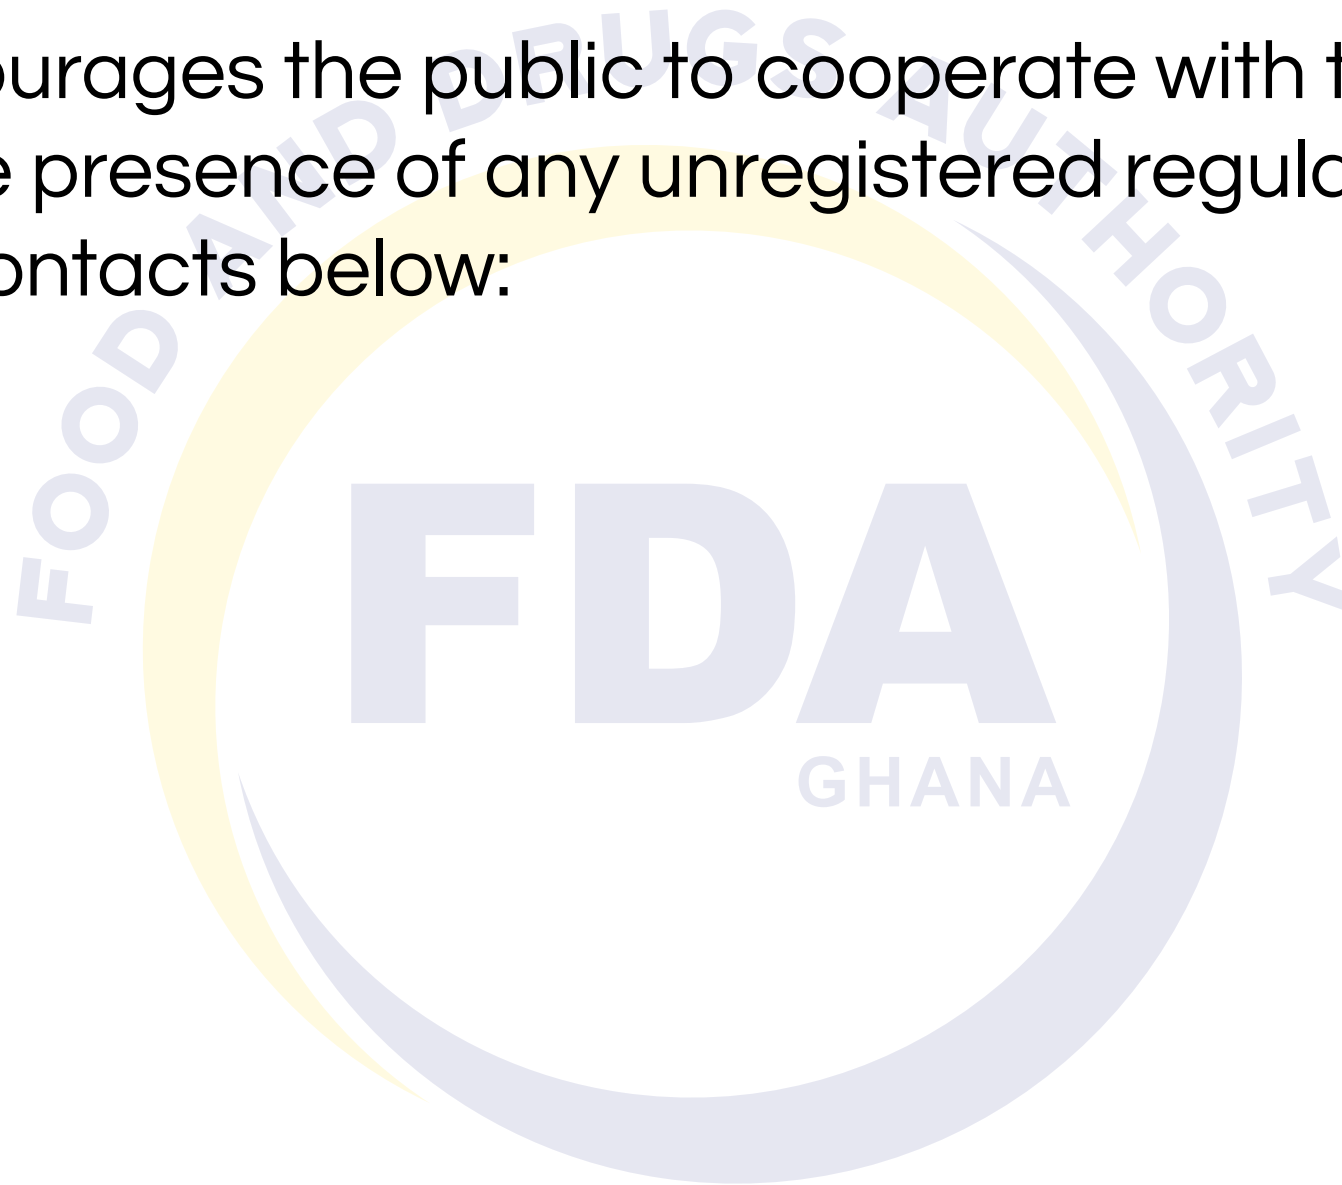 ourages the public to cooperate with t
e presence of any unregistered regula
ontacts below:
FOOD AND DRUGS AUTHORITY
FDA
GHANA